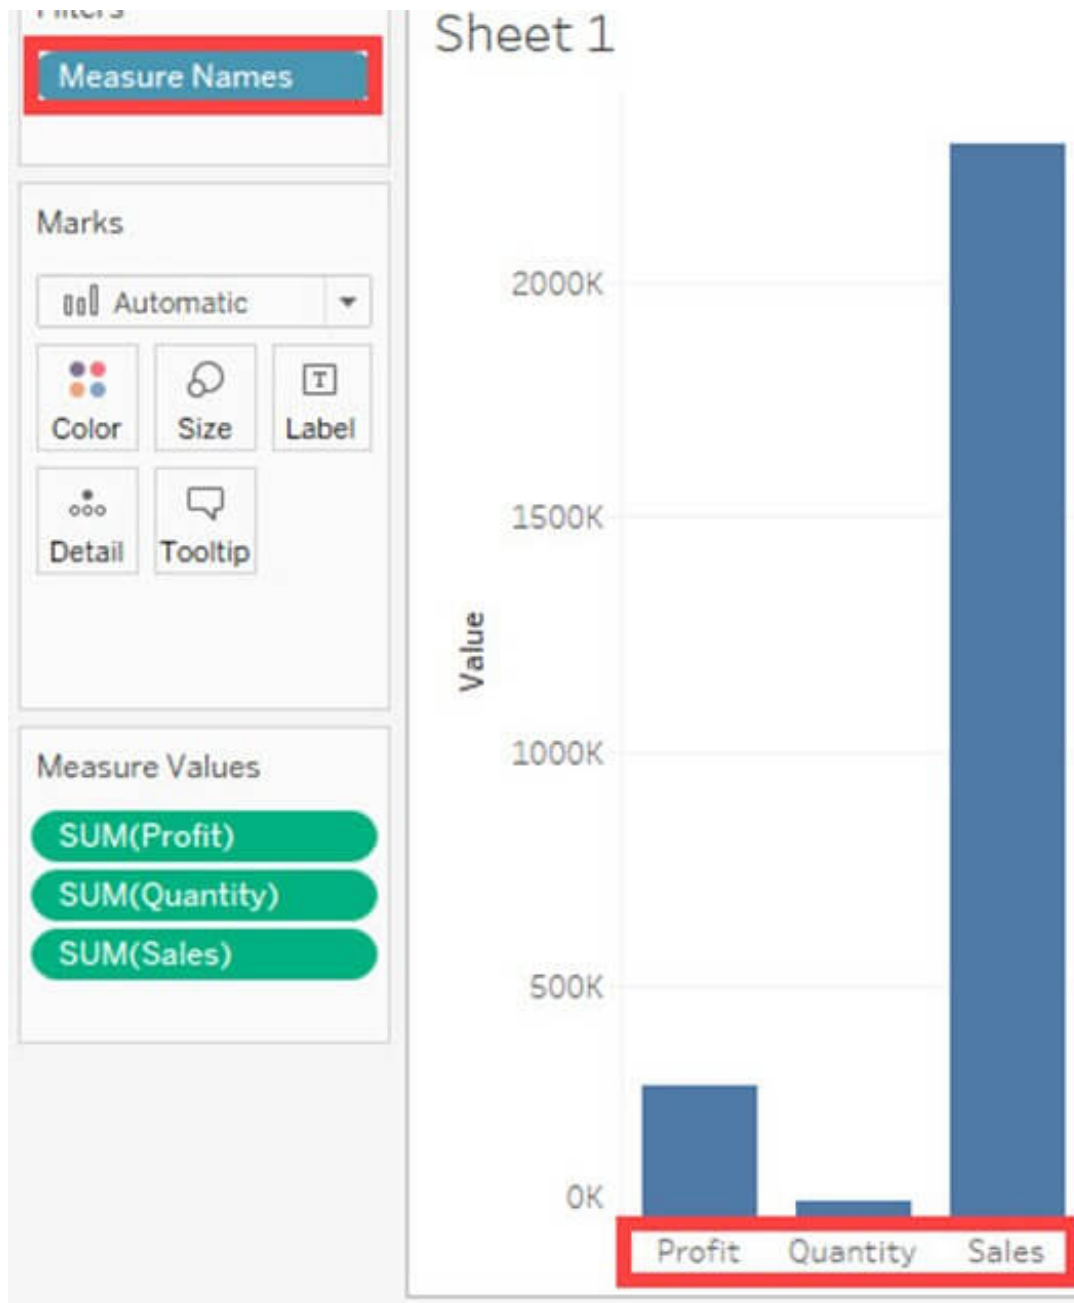 Filters
Measure Names
Marks
Automatic
Color Size Label
Detail Tooltip
Measure Values
SUM(Profit)
SUM(Quantity)
SUM(Sales)
Sheet 1
Value
2000K
1500K
1000K
500K
0K
Profit Quantity Sales